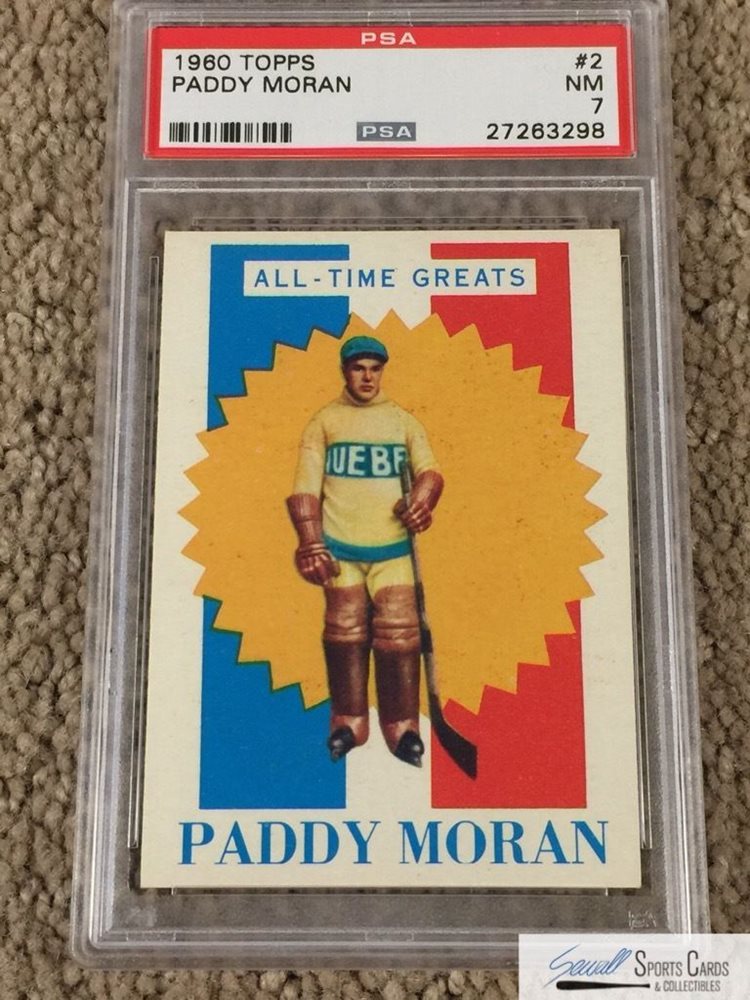 PSA
1960 TOPPS #2
PADDY MORAN NM
7
PSA 27263298
ALL-TIME GREATS
UEBE
PADDY MORAN
Sewall SPORTS CARDS
& COLLECTIBLES